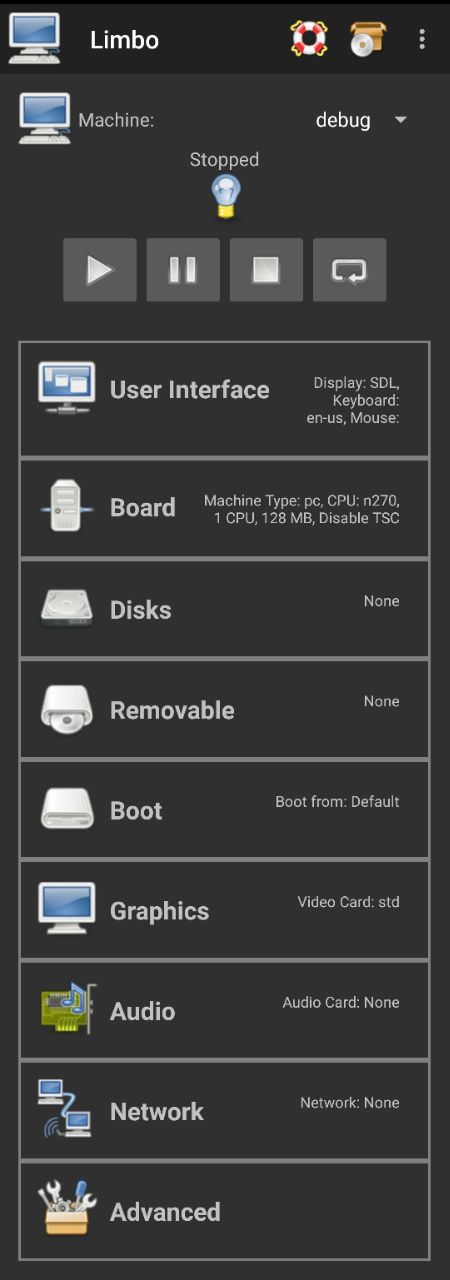 Limbo
Machine:
debug
Stopped
User Interface
Display: SDL,
Keyboard:
en-us, Mouse:
Board
Machine Type: pc, CPU: n270,
1 CPU, 128 MB, Disable TSC
Disks
None
Removable
None
Boot
Boot from: Default
Graphics
Video Card: std
Audio
Audio Card: None
Network
Network: None
Advanced